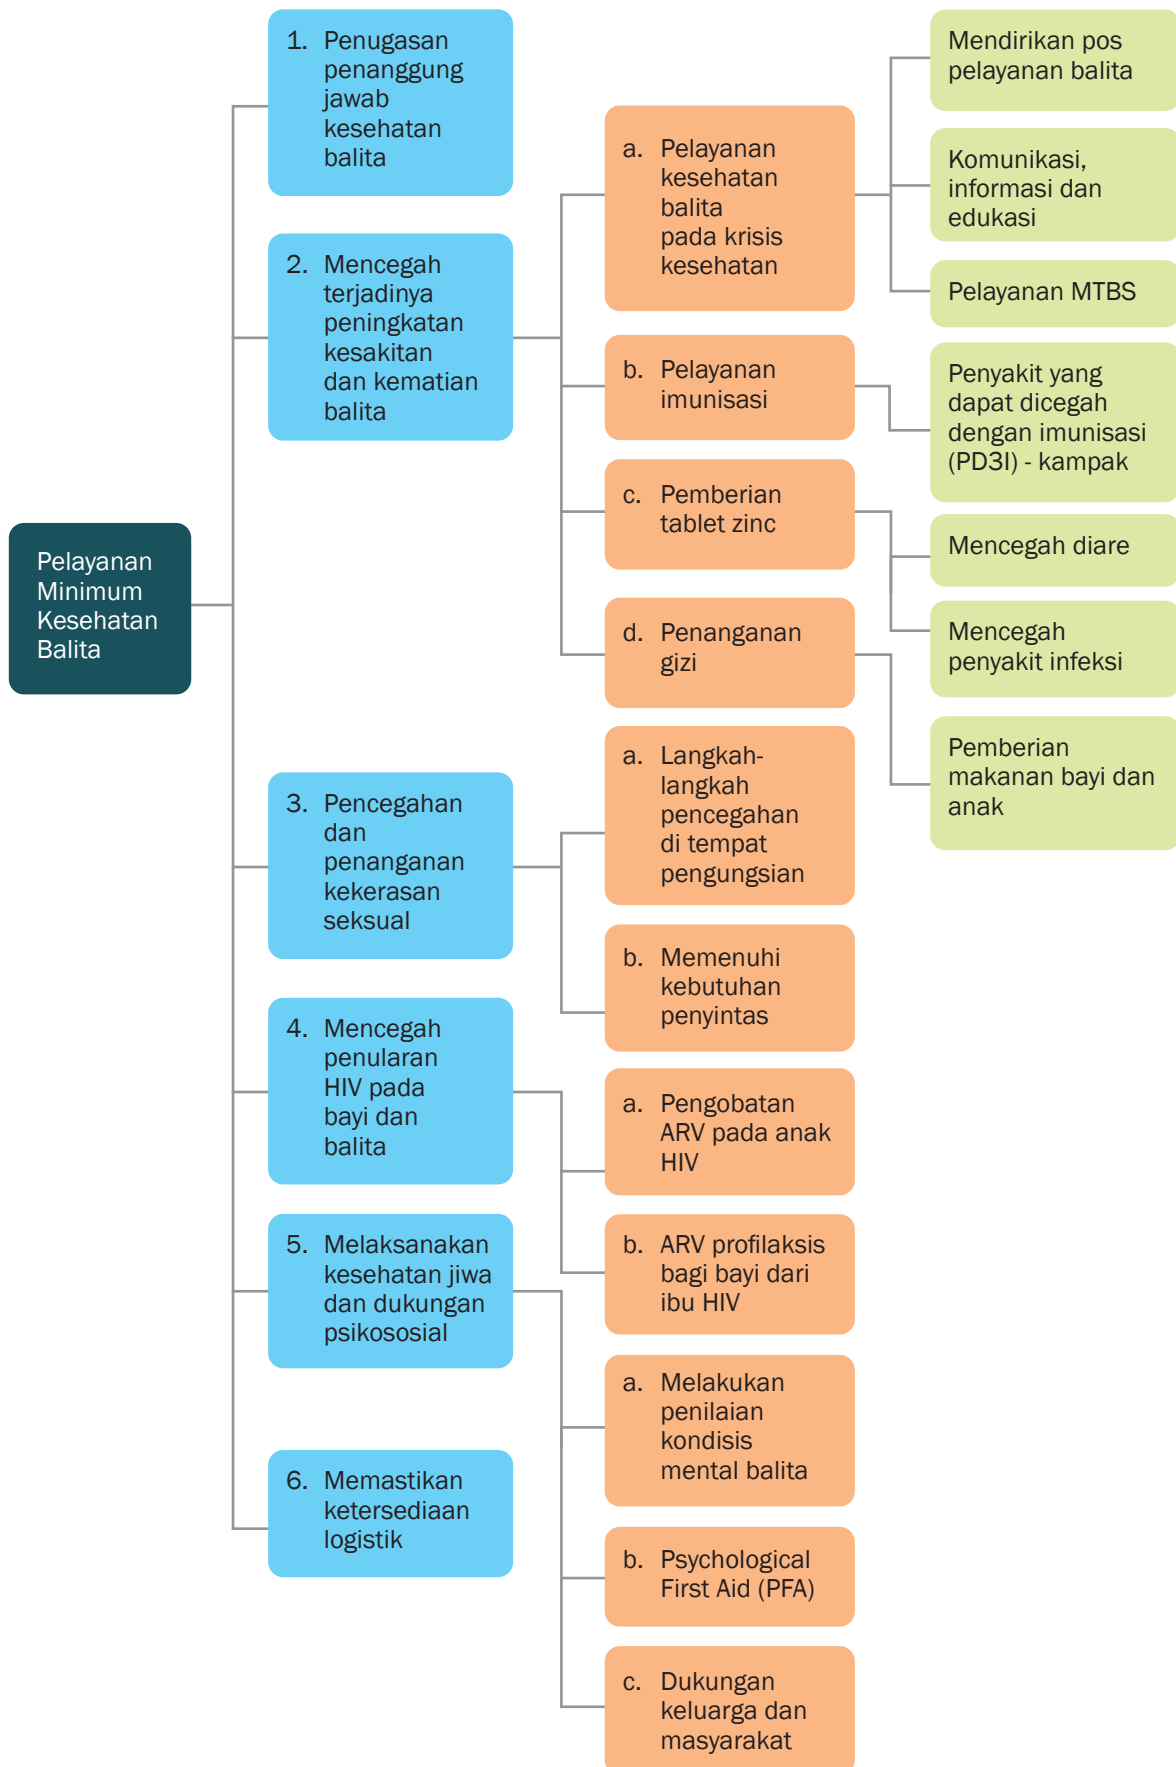 Pelayanan
Minimum
Kesehatan
Balita
1. Penugasan
penanggung
jawab
kesehatan
balita
2. Mencegah
terjadinya
peningkatan
kesakitan
dan kematian
balita
a. Pelayanan
kesehatan
balita
pada krisis
kesehatan
Mendirikan pos
pelayanan balita
Komunikasi,
informasi dan
edukasi
Pelayanan MTBS
b. Pelayanan
imunisasi
Penyakit yang
dapat dicegah
dengan imunisasi
(PD3I) - kampak
c. Pemberian
tablet zinc
Mencegah diare
Mencegah
penyakit infeksi
d. Penanganan
gizi
Pemberian
makanan bayi dan
anak
3. Pencegahan
dan
penanganan
kekerasan
seksual
a. Langkah-
langkah
pencegahan
di tempat
pengungsian
b. Memenuhi
kebutuhan
penyintas
4. Mencegah
penularan
HIV pada
bayi dan
balita
a. Pengobatan
ARV pada anak
HIV
b. ARV profilaksis
bagi bayi dari
ibu HIV
5. Melaksanakan
kesehatan jiwa
dan dukungan
psikososial
a. Melakukan
penilaian
kondisis
mental balita
b. Psychological
First Aid (PFA)
c. Dukungan
keluarga dan
masyarakat
6. Memastikan
ketersediaan
logistik